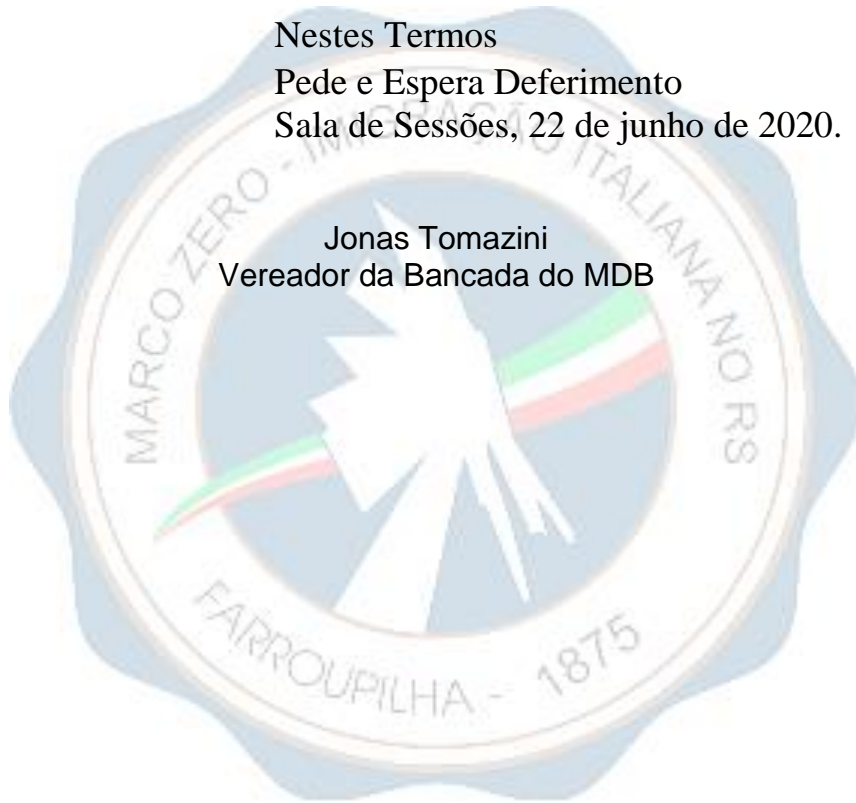 Nestes Termos
Pede e Espera Deferimento
Sala de Sessões, 22 de junho de 2020.
Jonas Tomazini
Vereador da Bancada do MDB
MARCO ZERO - IMIGRAÇÃO ITALIANA NO RS
FARROUPILHA - 1875